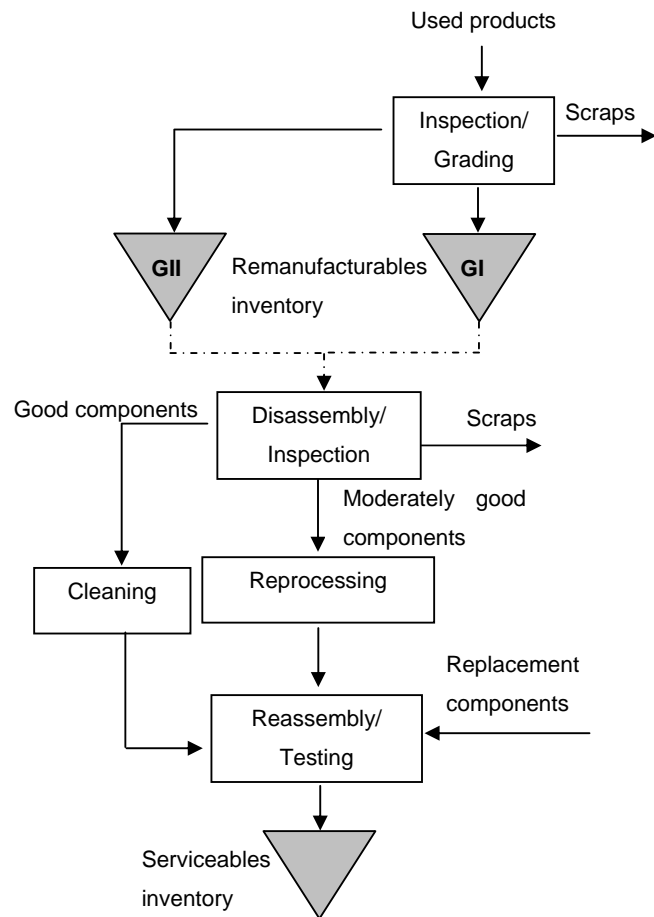 Used products
Inspection/
Grading
Scraps
GII
Remanufacturables
inventory
GI
Good components
Disassembly/
Inspection
Scraps
Moderately good
components
Cleaning
Reprocessing
Replacement
components
Reassembly/
Testing
Serviceables
inventory